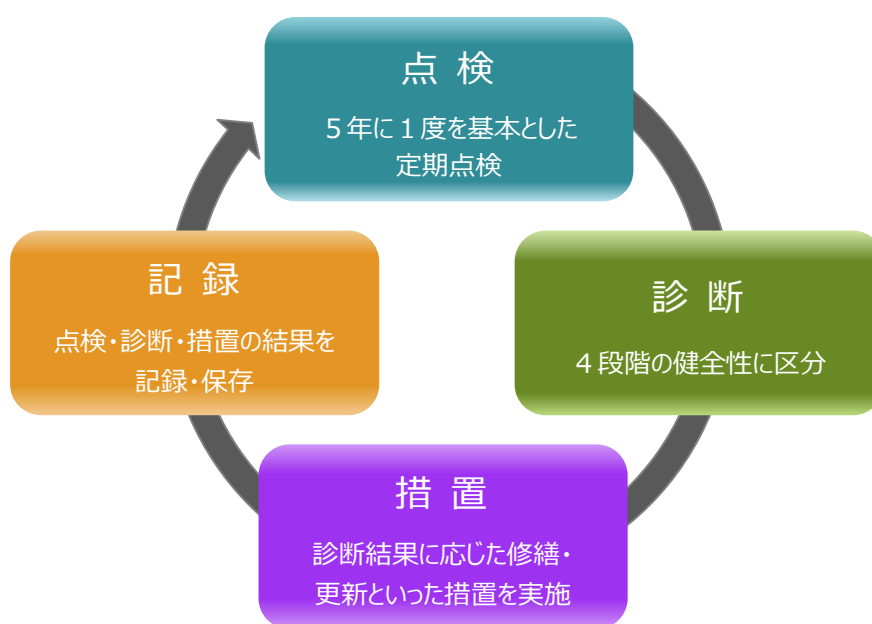 点 検
５年に１度を基本とした
定期点検
診 断
４段階の健全性に区分
措 置
診断結果に応じた修繕・
更新といった措置を実施
記 録
点検・診断・措置の結果を
記録・保存